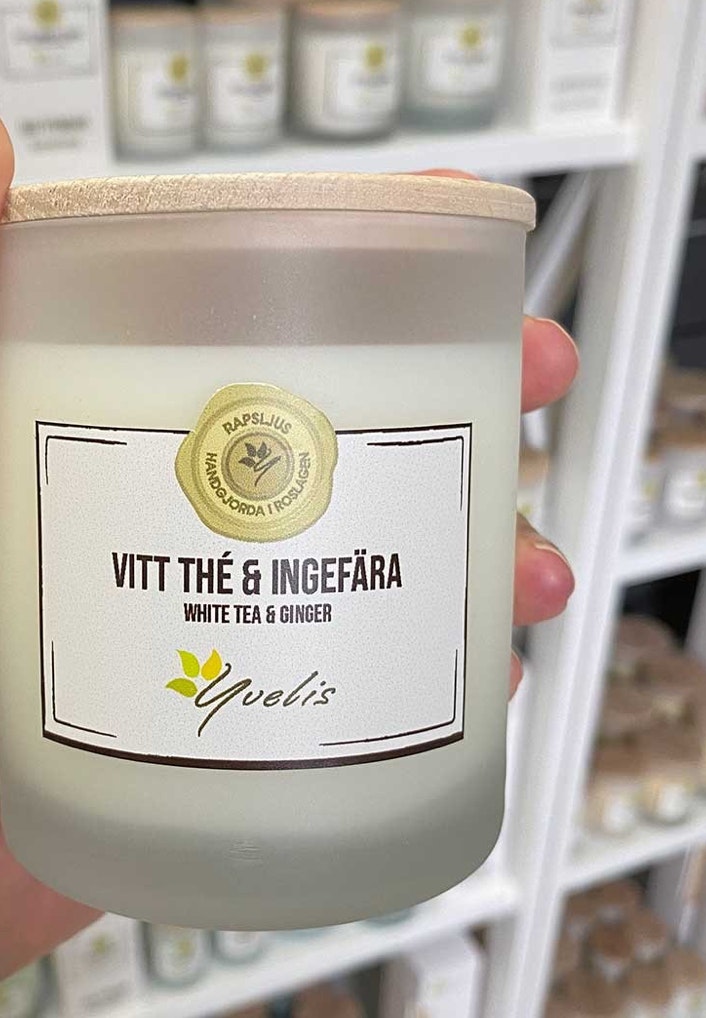 RAPSLJUS
HANDGJORDA I ROSLAGEN
VITT THÉ & INGEFÄRA
WHITE TEA & GINGER
Yvelis